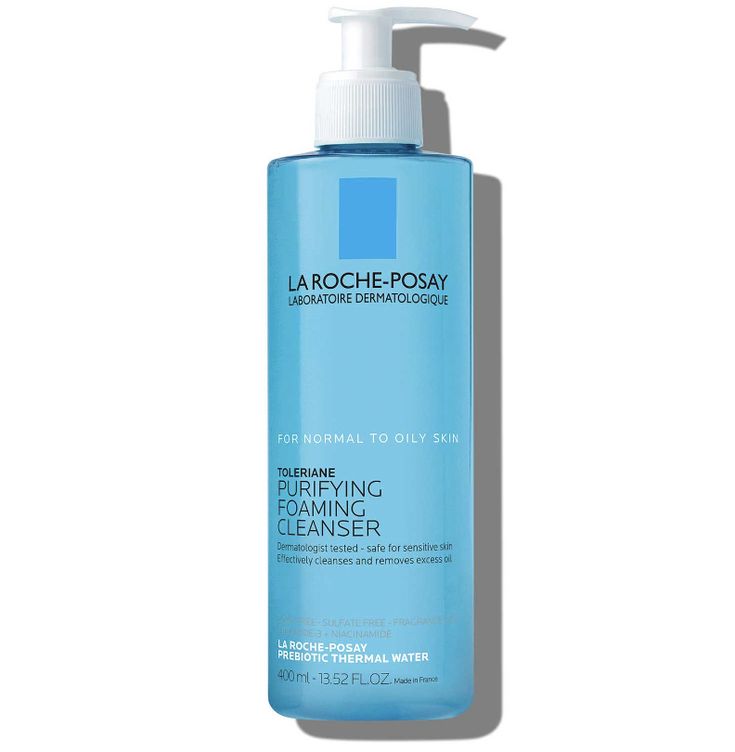 LA ROCHE-POSAY
LABORATOIRE DERMATOLOGIQUE
FOR NORMAL TO OILY SKIN
TOLERIANE
PURIFYING
FOAMING
CLEANSER
Dermatologist tested - safe for sensitive skin
Effectively cleanses and removes excess oil
- SULFATE FREE -
+ NIACINAMIDE
LA ROCHE-POSAY
PREBIOTIC THERMAL WATER
400 ml - 13.52 FL.OZ. Made in France